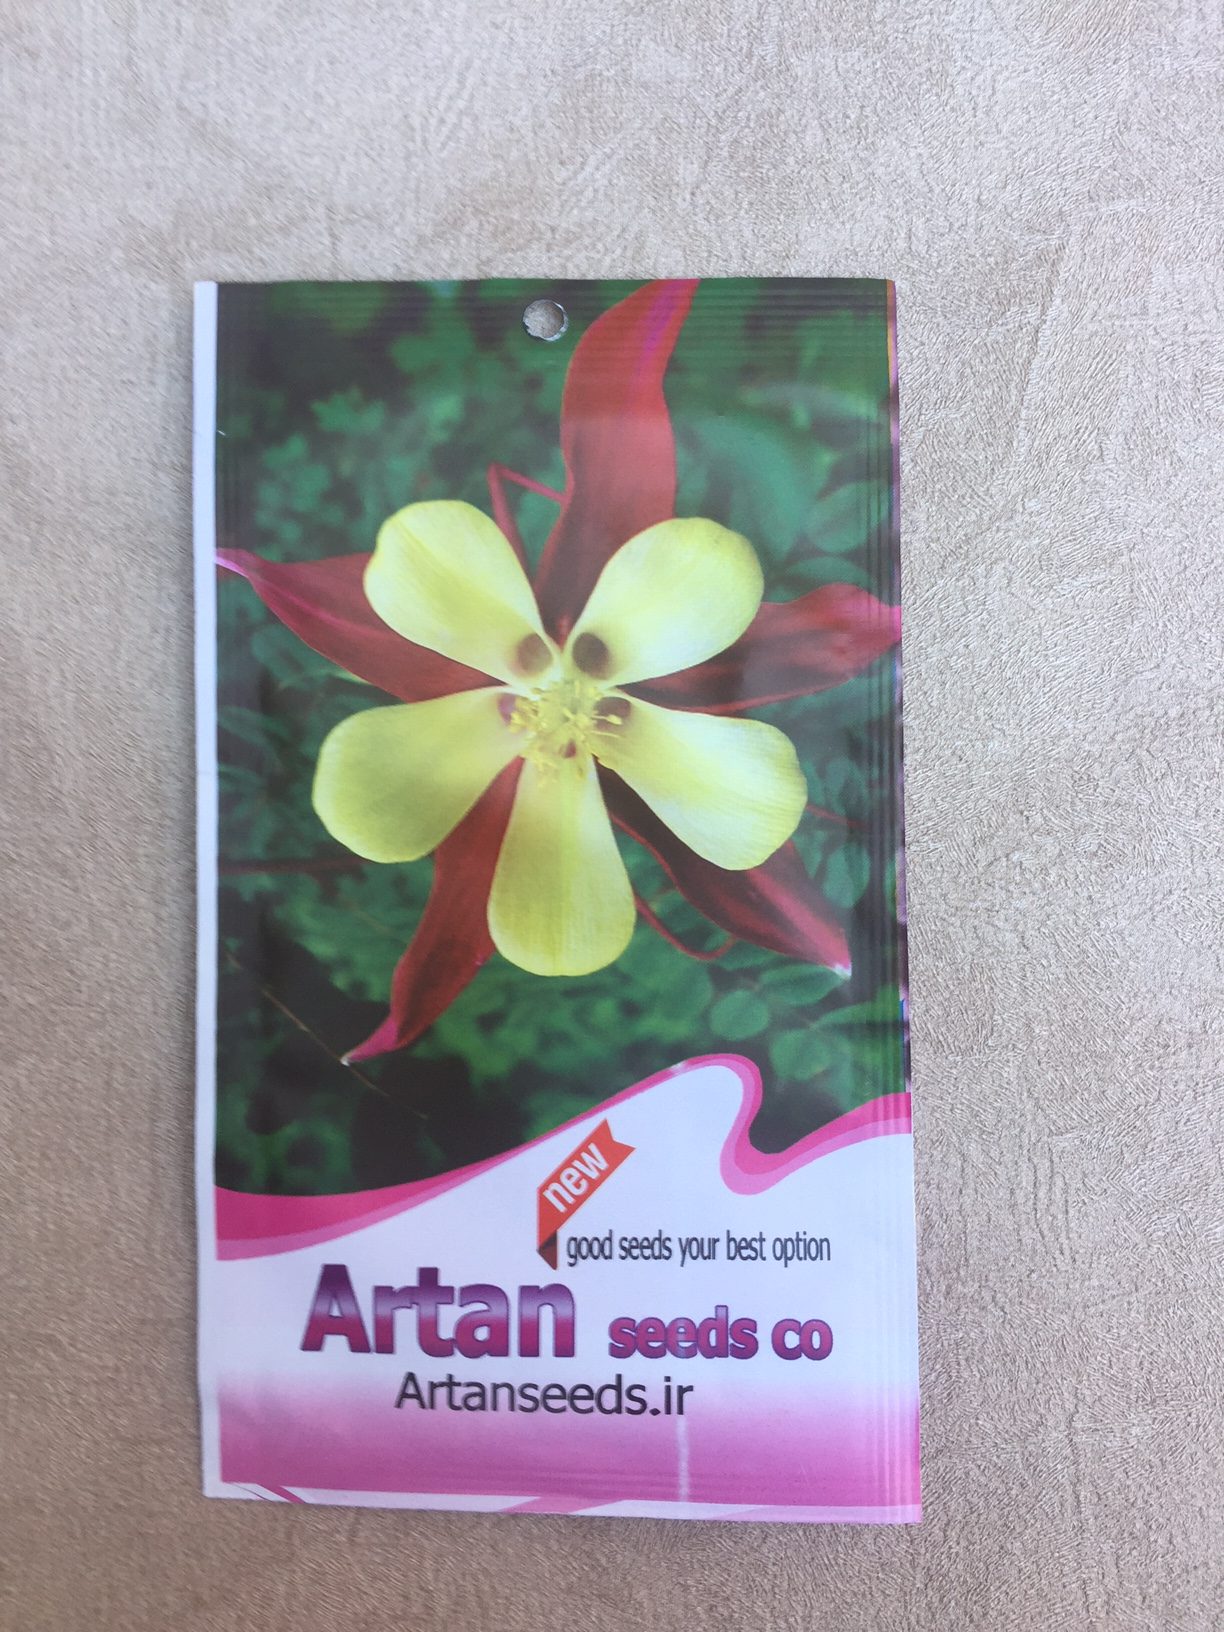 new
good seeds your best option
Artan seeds co
Artanseeds.ir